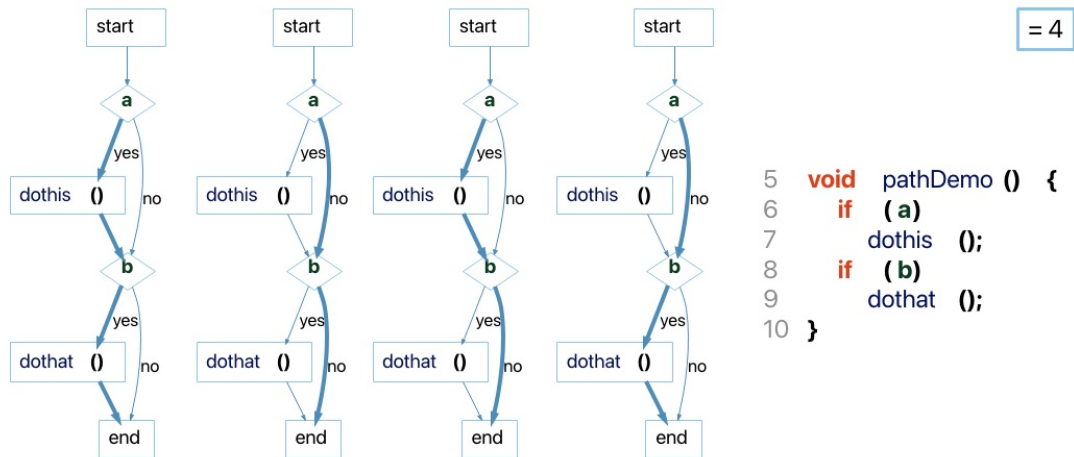 start
a
yes
dothis ()
no
b
yes
dothat ()
no
end
start
a
yes
dothis ()
no
b
yes
dothat ()
no
end
start
a
yes
dothis ()
no
b
yes
dothat ()
no
end
start
a
yes
dothis ()
no
b
yes
dothat ()
no
end
= 4
5 void pathDemo () {
6 if (a)
7 dothis ();
8 if (b)
9 dothat ();
10 }